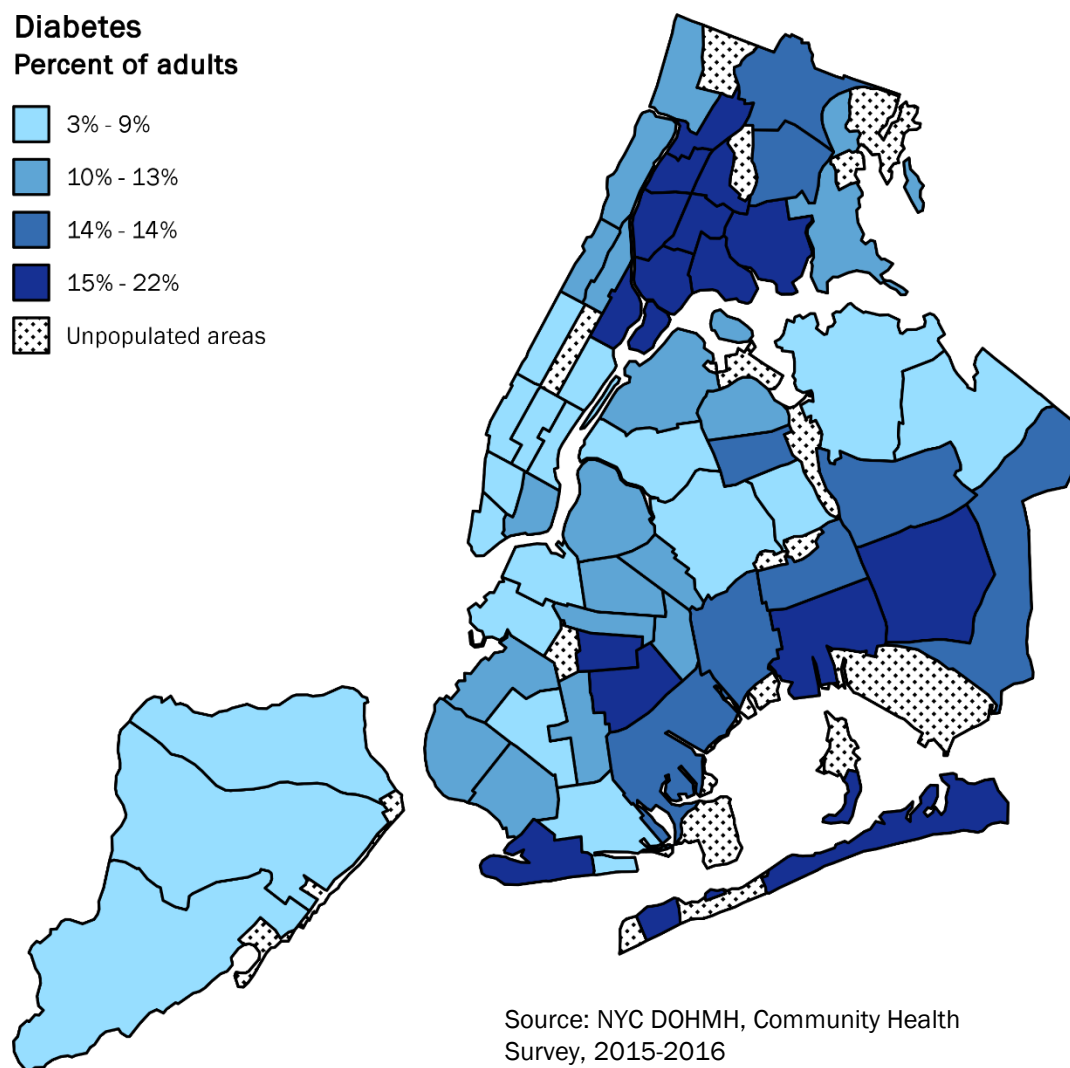 Diabetes
Percent of adults
3% - 9%
10% - 13%
14% - 14%
15% - 22%
Unpopulated areas
Source: NYC DOHMH, Community Health
Survey, 2015-2016